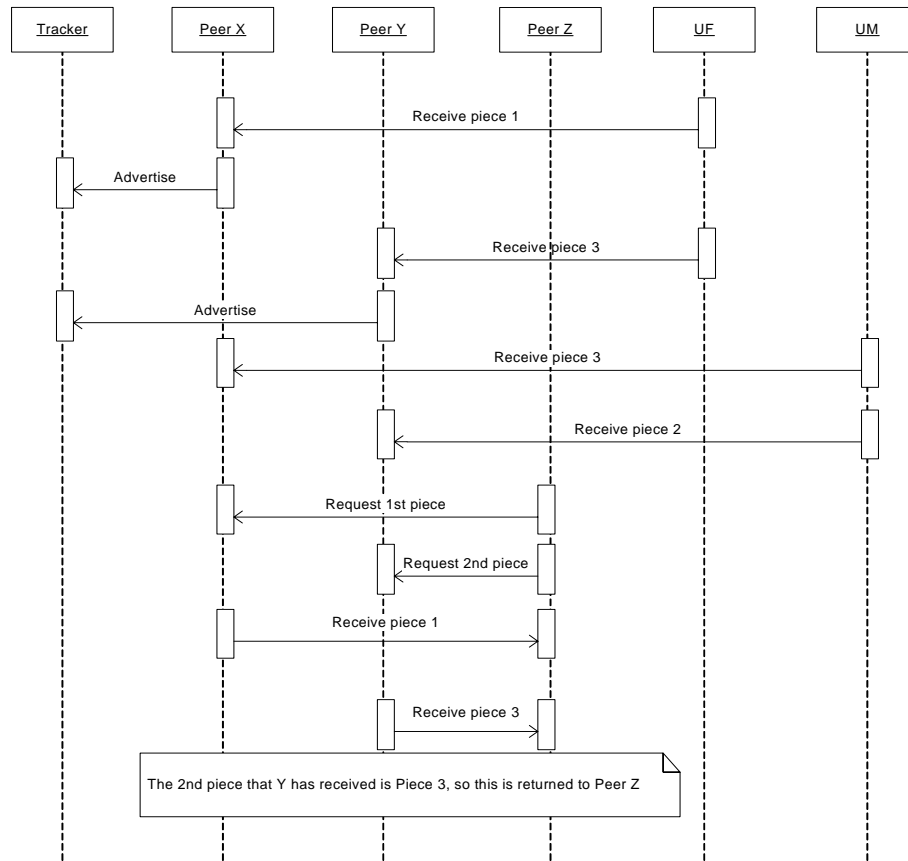 Tracker
Peer X
Peer Y
Peer Z
UF
UM
Receive piece 1
Advertise
Receive piece 3
Advertise
Receive piece 3
Receive piece 2
Request 1st piece
Request 2nd piece
Receive piece 1
Receive piece 3
The 2nd piece that Y has received is Piece 3, so this is returned to Peer Z